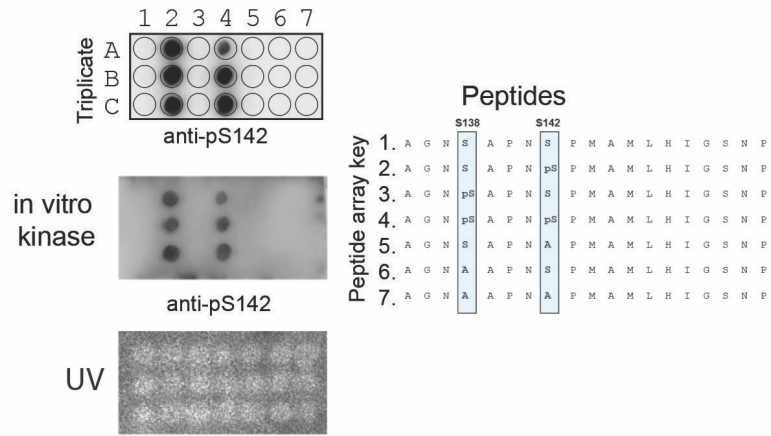 1 2 3 4 5 6 7
Triplicate
A
B
C
anti-pS142
in vitro
kinase
anti-pS142
UV
Peptides
S138 S142
Peptide array key
1. A G N S A P N S P M A M L H I G S N P
2. A G N S A P N pS P M A M L H I G S N P
3. A G N pS A P N S P M A M L H I G S N P
4. A G N pS A P N pS P M A M L H I G S N P
5. A G N S A P N A P M A M L H I G S N P
6. A G N A A P N S P M A M L H I G S N P
7. A G N A A P N A P M A M L H I G S N P